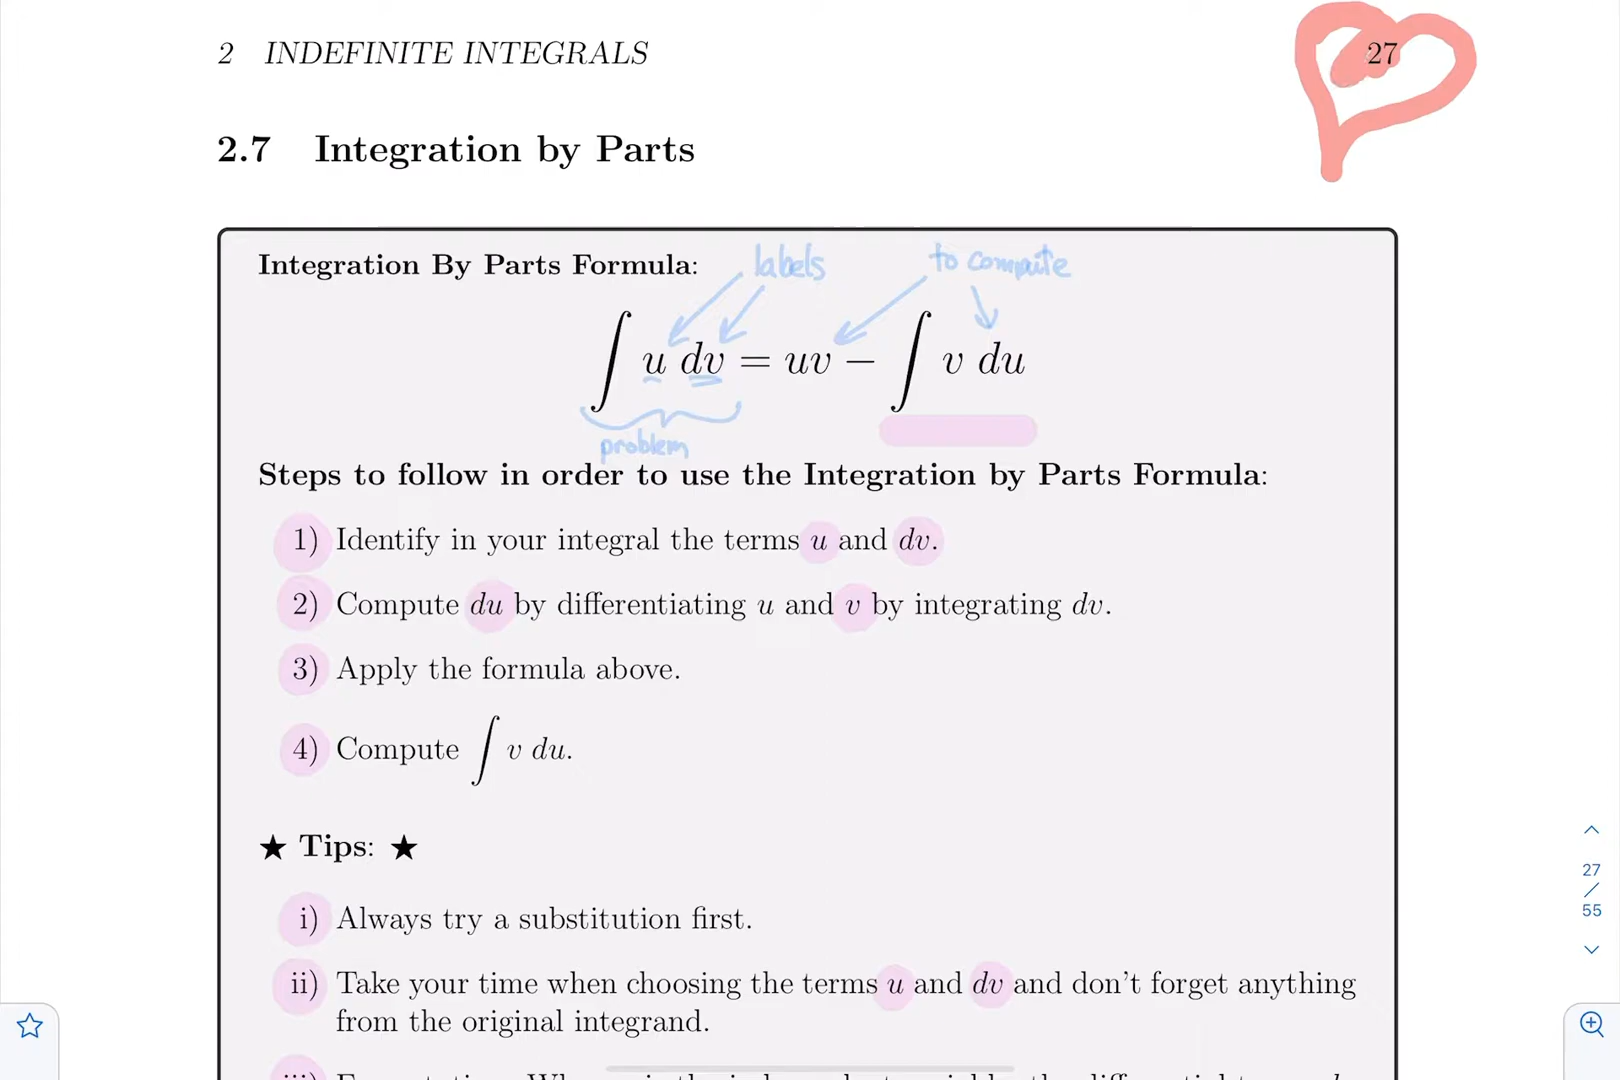 2 INDEFINITE INTEGRALS 27
2.7 Integration by Parts
Integration By Parts Formula:
labels
to compute
∫ u dv = uv − ∫ v du
problem
Steps to follow in order to use the Integration by Parts Formula:
1) Identify in your integral the terms u and dv.
2) Compute du by differentiating u and v by integrating dv.
3) Apply the formula above.
4) Compute ∫ v du.
★ Tips: ★
i) Always try a substitution first.
ii) Take your time when choosing the terms u and dv and don't forget anything
from the original integrand.
27
/
55